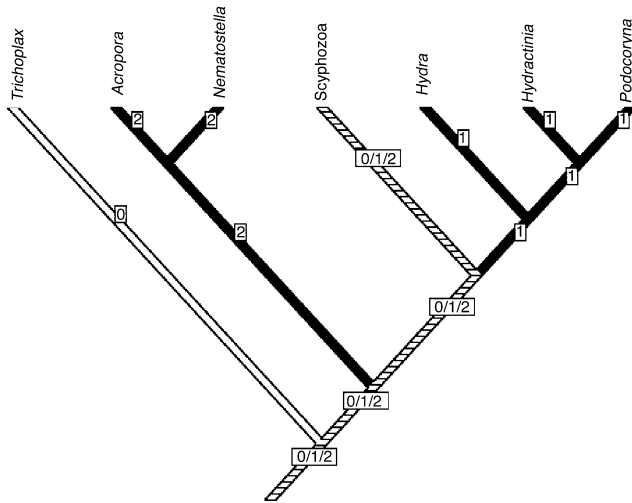 Trichoplax
Acropora
Nematostella
Scyphozoa
Hydra
Hydractinia
Podocoryna
2
2
1
1
0/1/2
1
1
1
0
2
1
0/1/2
0/1/2
0/1/2